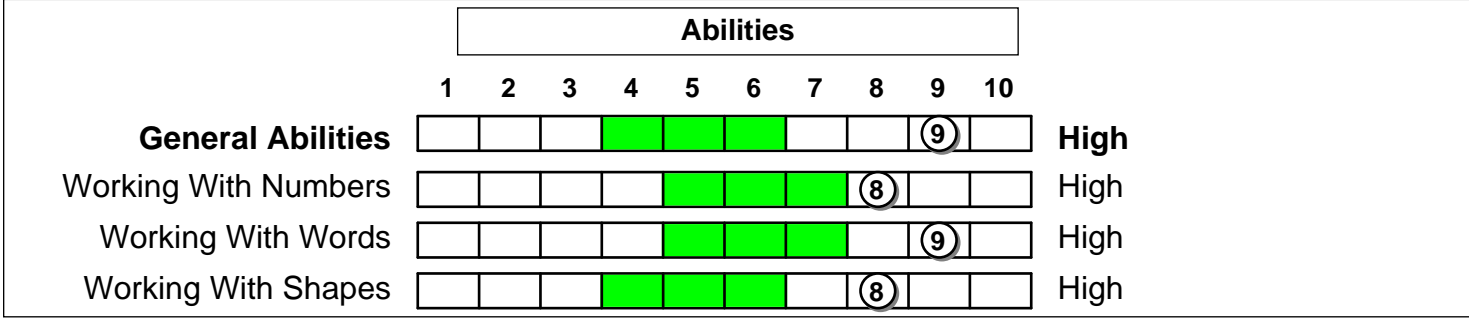 Abilities
1 2 3 4 5 6 7 8 9 10
General Abilities 9 High
Working With Numbers 8 High
Working With Words 9 High
Working With Shapes 8 High